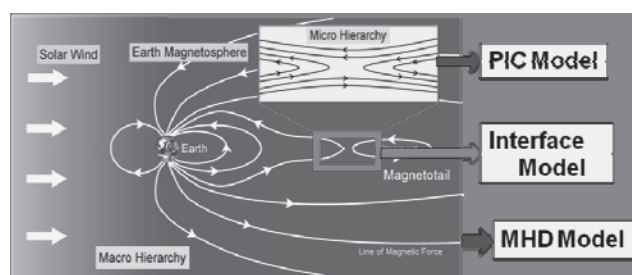 Solar Wind
Earth Magnetosphere
Micro Hierarchy
PIC Model
Earth
Interface
Model
Magnetotail
Macro Hierarchy
Line of Magnetic Force
MHD Model